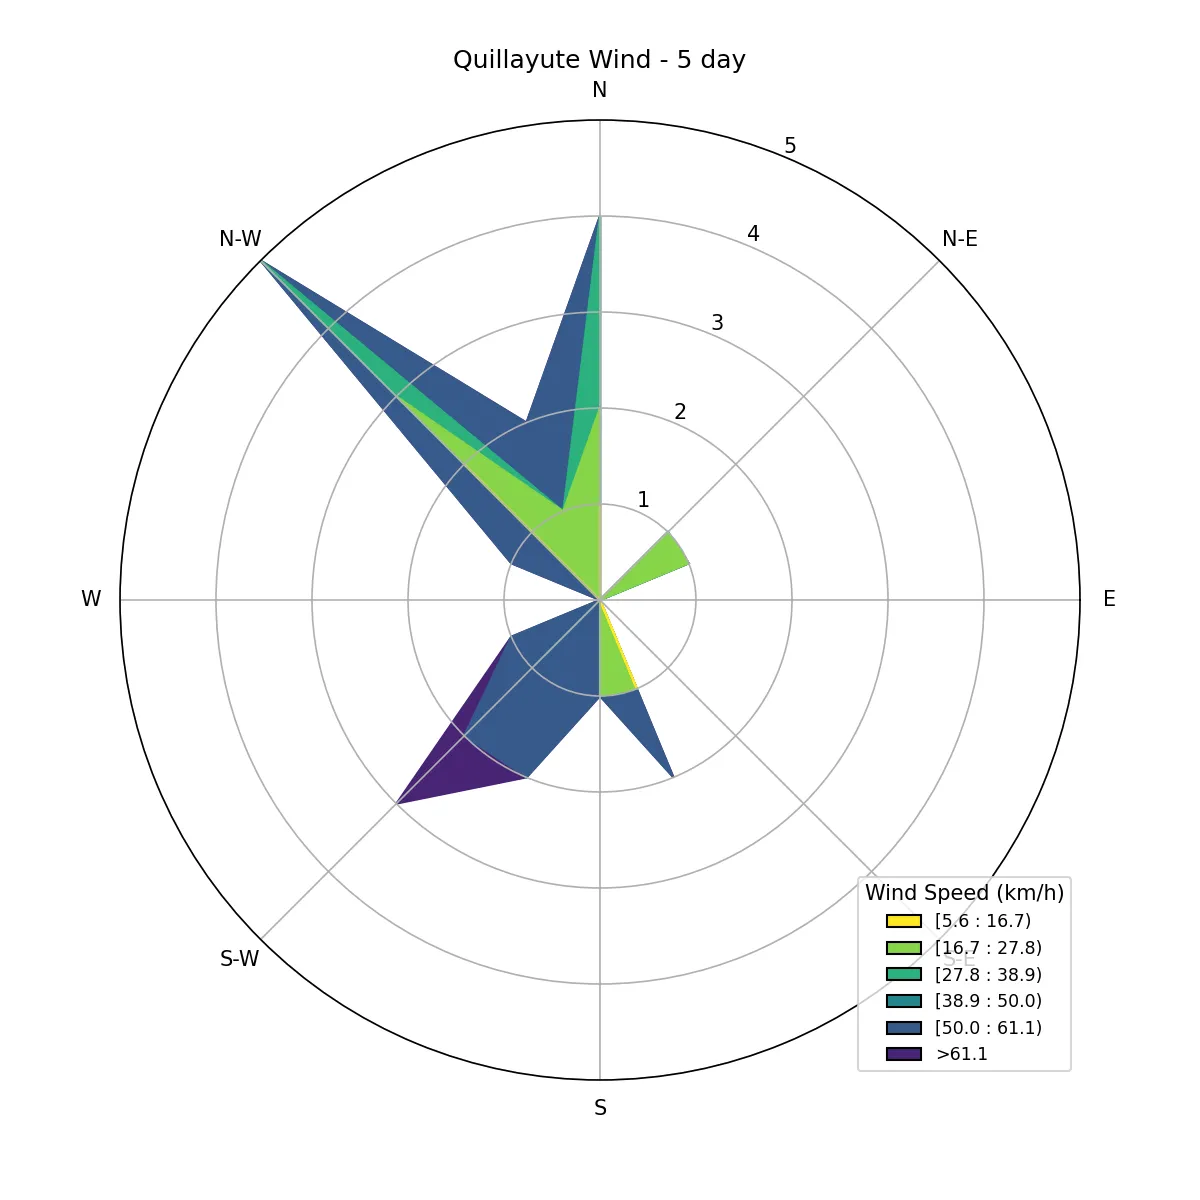 Quillayute Wind - 5 day
N
5
N-W
4
N-E
3
2
1
W
E
Wind Speed (km/h)
[5.6 : 16.7)
[16.7 : 27.8)
[27.8 : 38.9)
[38.9 : 50.0)
[50.0 : 61.1)
>61.1
S-W
S-E
S